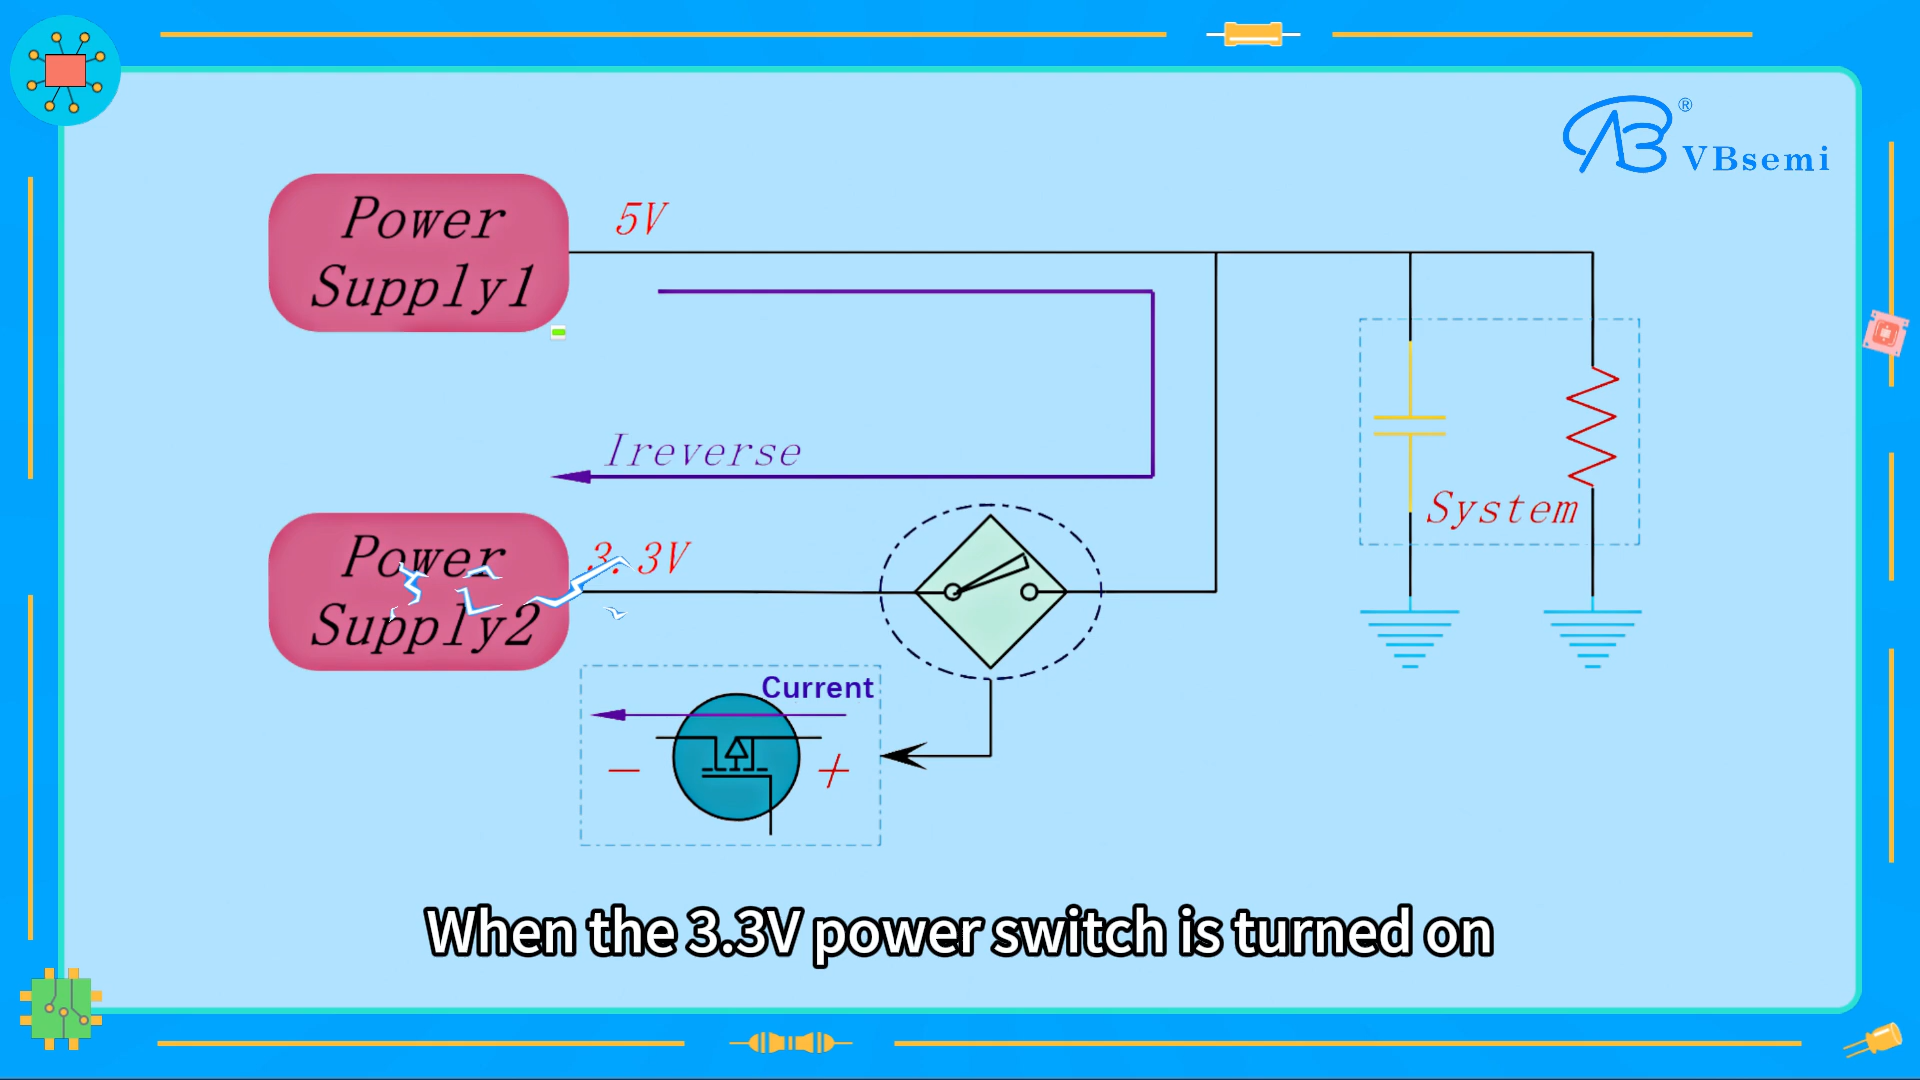 ®
VBsemi
Power
Supply1
5V
Ireverse
Power
Supply2
3.3V
System
Current
−
+
When the 3.3V power switch is turned on